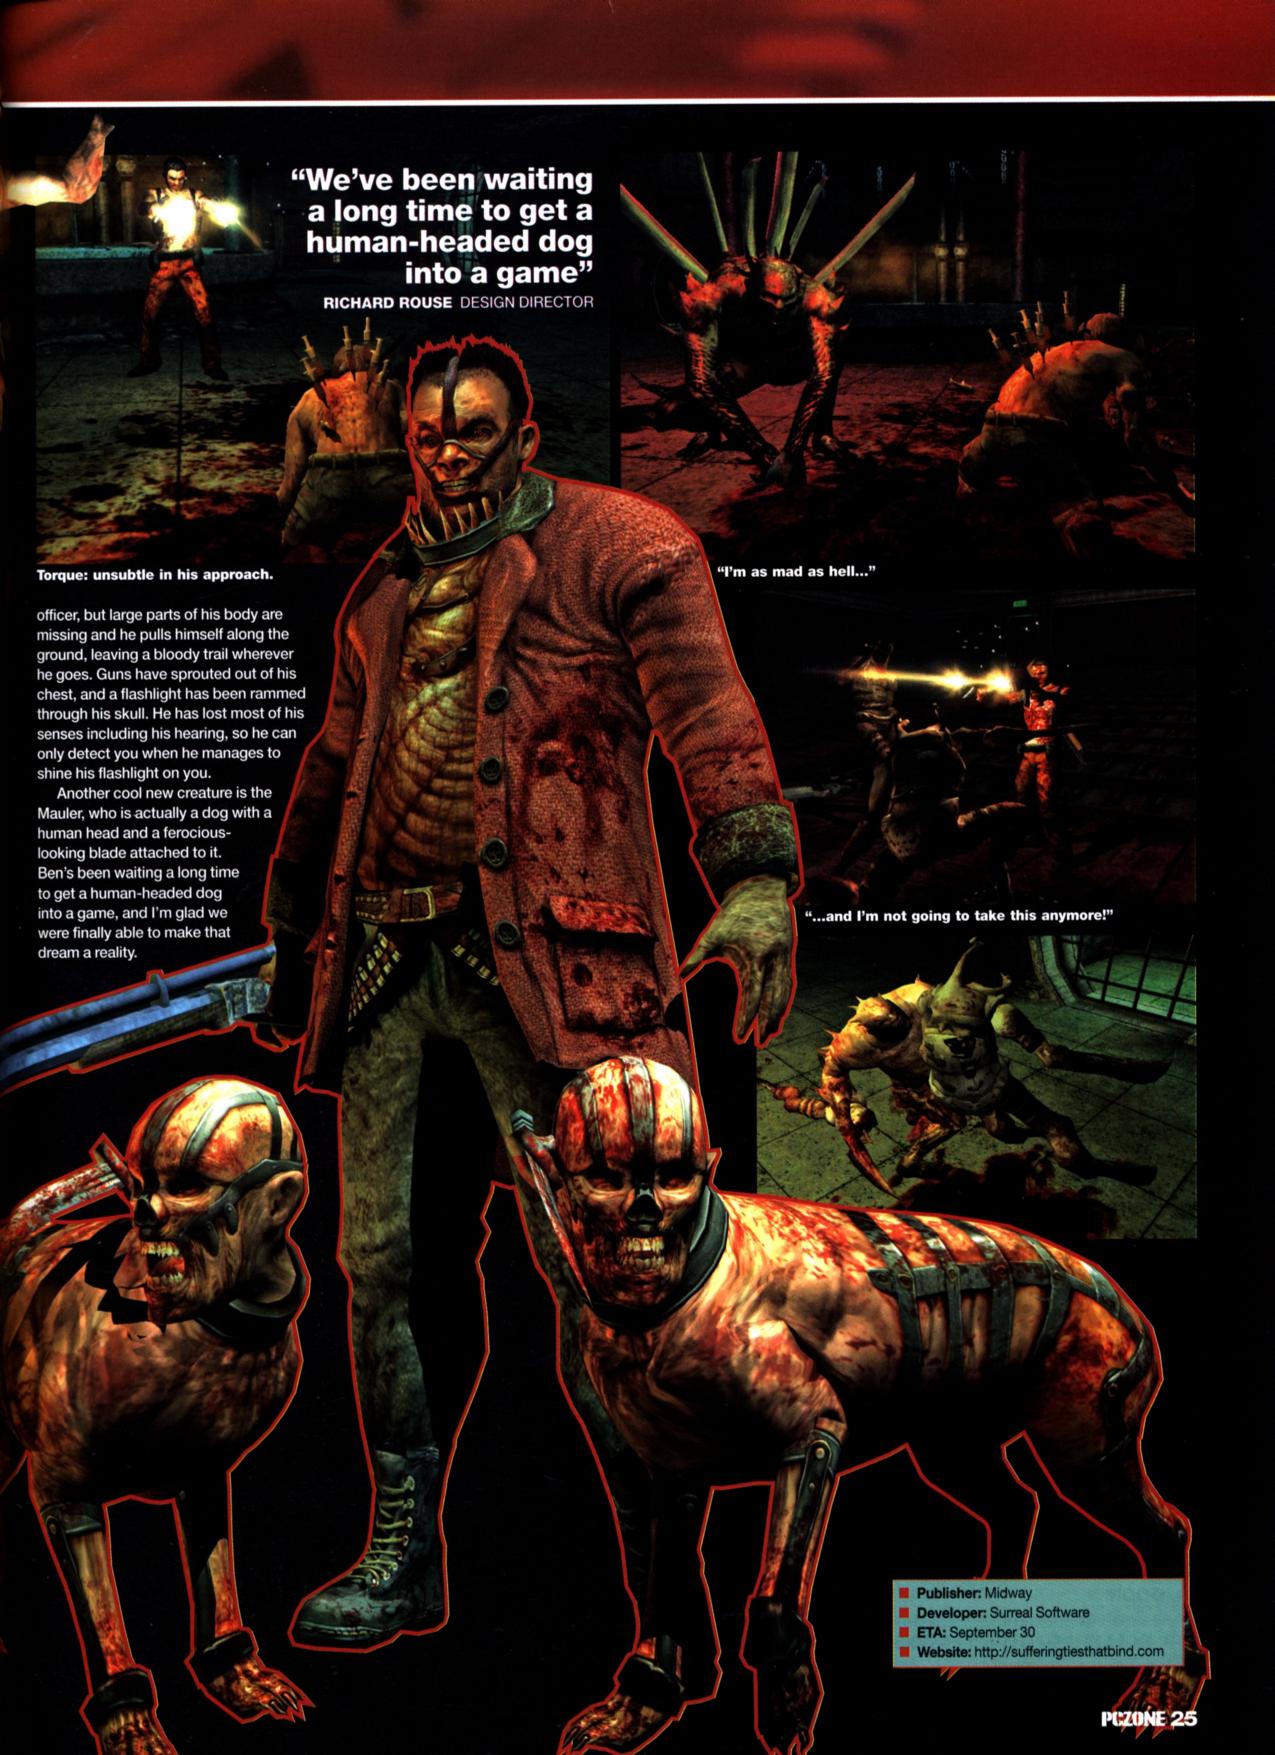 “We’ve been waiting
a long time to get a
human-headed dog
into a game”
RICHARD ROUSE DESIGN DIRECTOR
Torque: unsubtle in his approach.
“I’m as mad as hell...”
officer, but large parts of his body are
missing and he pulls himself along the
ground, leaving a bloody trail wherever
he goes. Guns have sprouted out of his
chest, and a flashlight has been rammed
through his skull. He has lost most of his
senses including his hearing, so he can
only detect you when he manages to
shine his flashlight on you.
Another cool new creature is the
Mauler, who is actually a dog with a
human head and a ferocious-
looking blade attached to it.
Ben’s been waiting a long time
to get a human-headed dog
into a game, and I’m glad we
were finally able to make that
dream a reality.
“...and I’m not going to take this anymore!”
Publisher: Midway
Developer: Surreal Software
ETA: September 30
Website: http://sufferingtiesthatbind.com
PCZONE 25